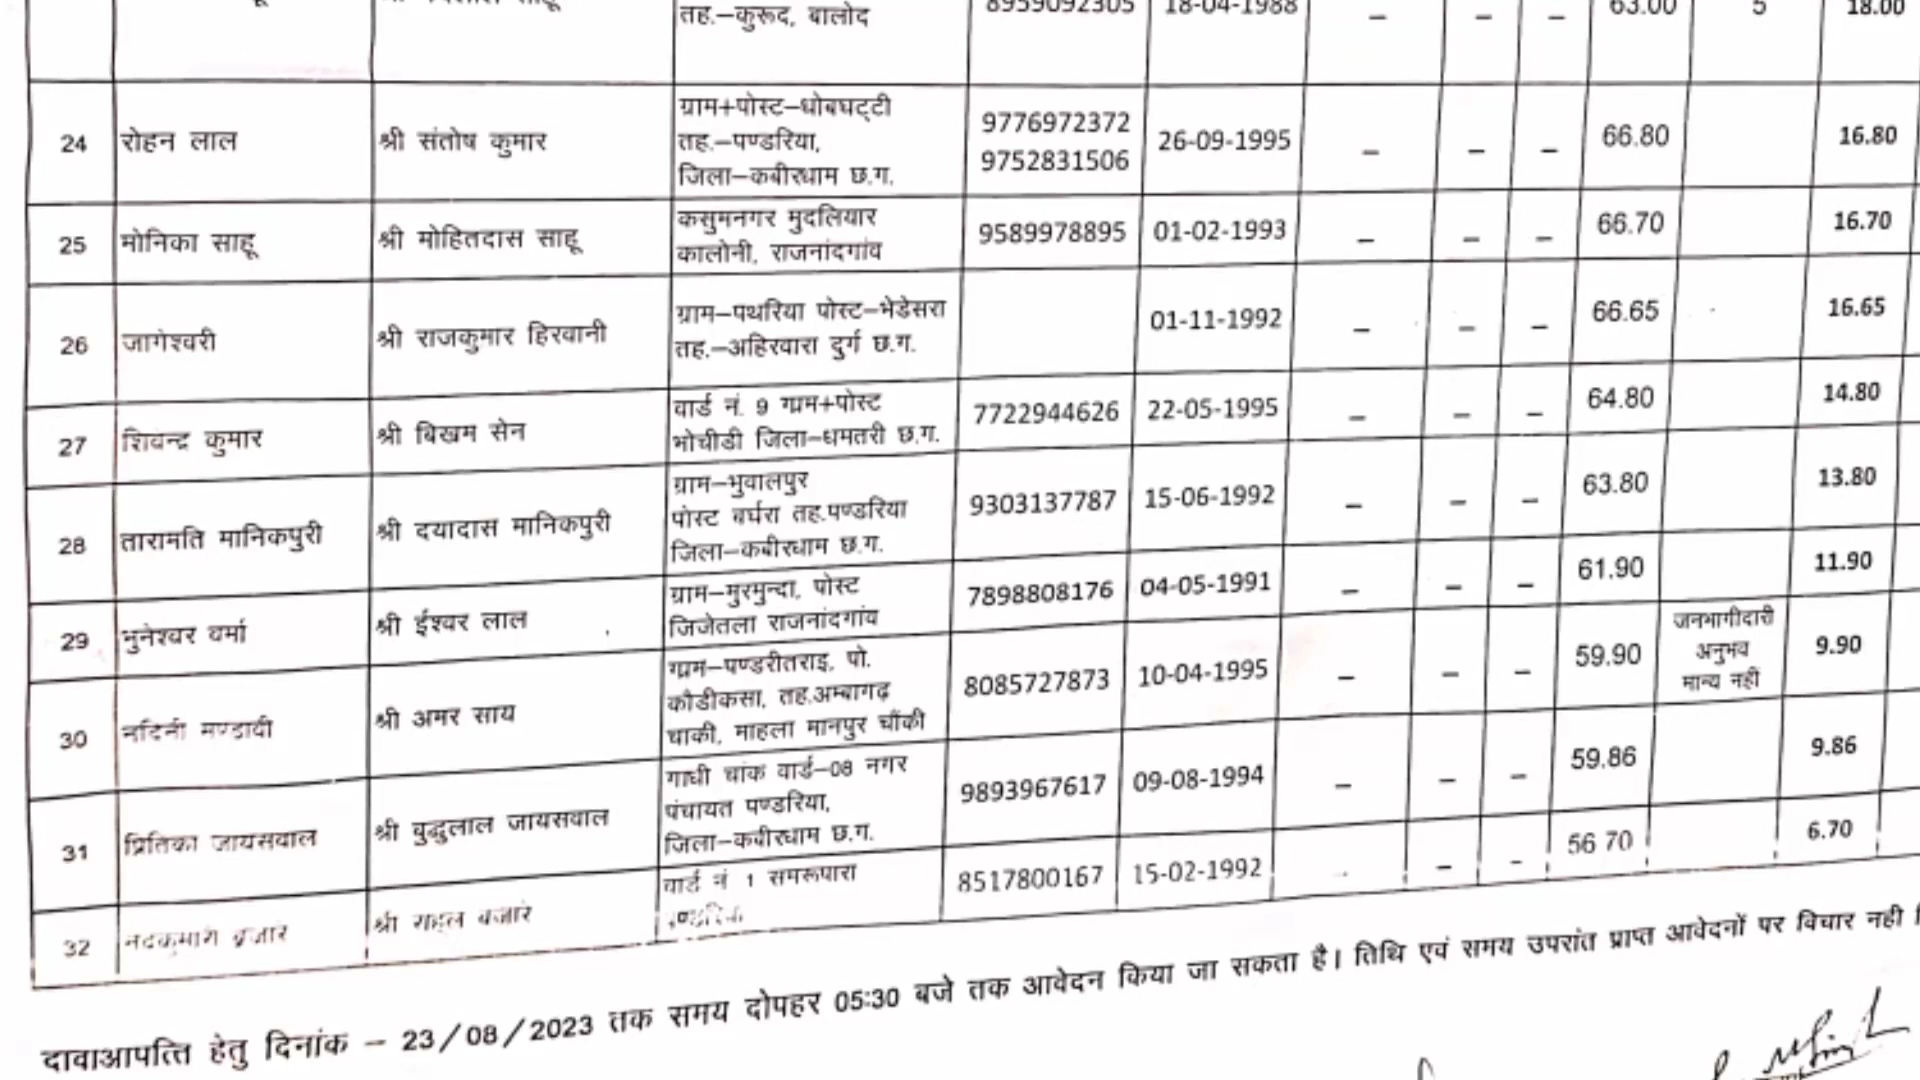 तह.–कुरूद, बालोद 8959092305 18-04-1988 – – – 63.00 5 18.00
24 रोहन लाल श्री संतोष कुमार ग्राम+पोस्ट–धोबघट्टी
तह.–पण्डरिया,
जिला–कबीरधाम छ.ग. 9776972372
9752831506 26-09-1995 – – – 66.80 16.80
25 मोनिका साहू श्री मोहितदास साहू कसुमनगर मुदलियार
कालोनी, राजनांदगांव 9589978895 01-02-1993 – – – 66.70 16.70
26 जागेश्वरी श्री राजकुमार हिरवानी ग्राम–पथरिया पोस्ट–भेडेसरा
तह.–अहिरवारा दुर्ग छ.ग. 01-11-1992 – – – 66.65 16.65
27 शिवेन्द्र कुमार श्री बिखम सेन वार्ड नं. 9 ग्राम+पोस्ट
भोचीडी जिला–धमतरी छ.ग. 7722944626 22-05-1995 – – – 64.80 14.80
28 तारामति मानिकपुरी श्री दयादास मानिकपुरी ग्राम–भुवालपुर
पोस्ट बर्घरा तह.पण्डरिया
जिला–कबीरधाम छ.ग. 9303137787 15-06-1992 – – – 63.80 13.80
29 भुनेश्वर वर्मा श्री ईश्वर लाल ग्राम–मुरमुन्दा, पोस्ट
जिजेतला राजनांदगांव 7898808176 04-05-1991 – – – 61.90 11.90
30 नंदिनी मण्डावी श्री अमर साय ग्राम–पण्डरीतराइ, पो.
कौडीकसा, तह.अम्बागढ़
चाकी, माहला मानपुर चौंकी 8085727873 10-04-1995 – – – 59.90 जनभागीदारी
अनुभव
मान्य नही 9.90
31 प्रितिका जायसवाल श्री बुद्धुलाल जायसवाल गांधी चांक वार्ड–08 नगर
पंचायत पण्डरिया,
जिला–कबीरधाम छ.ग. 9893967617 09-08-1994 – – – 59.86 9.86
32 नंदकुमारी बंजारे श्री राहुल बंजारे वार्ड नं 1 समरूपारा
पण्डरिया 8517800167 15-02-1992 – – 56 70 6.70
दावाआपत्ति हेतु दिनांक – 23/08/2023 तक समय दोपहर 05:30 बजे तक आवेदन किया जा सकता है। तिथि एवं समय उपरांत प्राप्त आवेदनों पर विचार नही